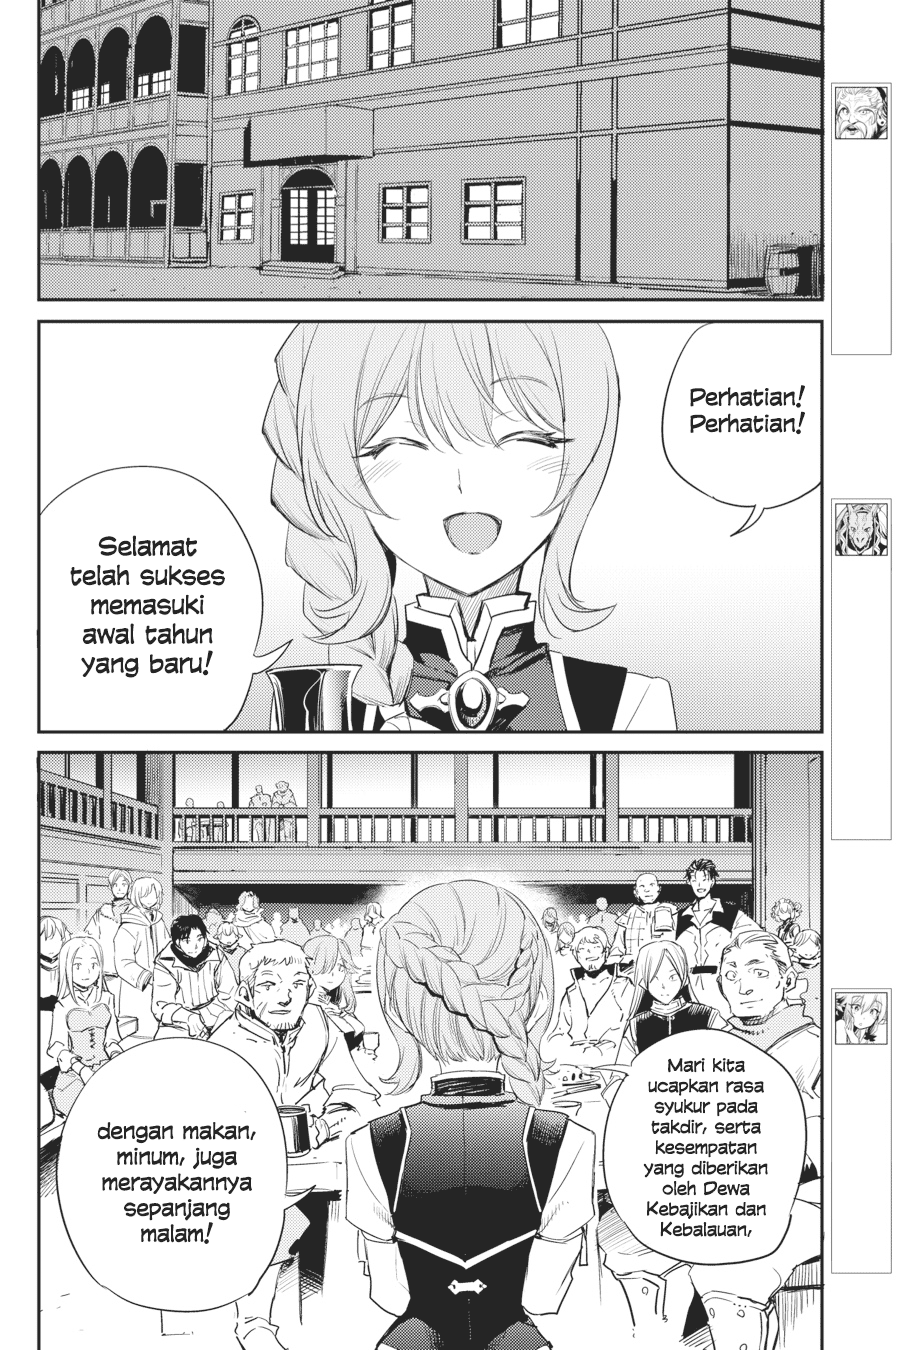 Perhatian!
Perhatian!
Selamat
telah sukses
memasuki
awal tahun
yang baru!
Mari kita
ucapkan rasa
syukur pada
takdir, serta
kesempatan
yang diberikan
oleh Dewa
Kebajikan dan
Kebalauan,
dengan makan,
minum, juga
merayakannya
sepanjang
malam!